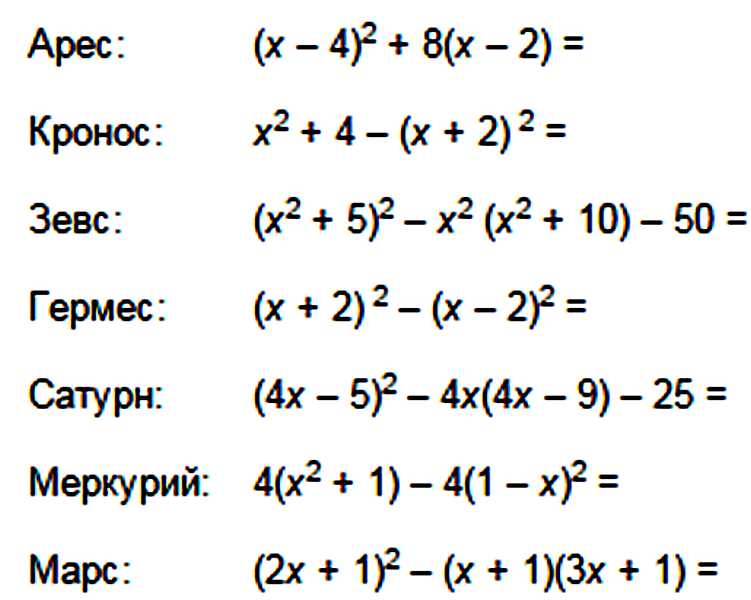 Арес: (x – 4)² + 8(x – 2) =
Кронос: x² + 4 – (x + 2)² =
Зевс: (x² + 5)² – x² (x² + 10) – 50 =
Гермес: (x + 2)² – (x – 2)² =
Сатурн: (4x – 5)² – 4x(4x – 9) – 25 =
Меркурий: 4(x² + 1) – 4(1 – x)² =
Марс: (2x + 1)² – (x + 1)(3x + 1) =